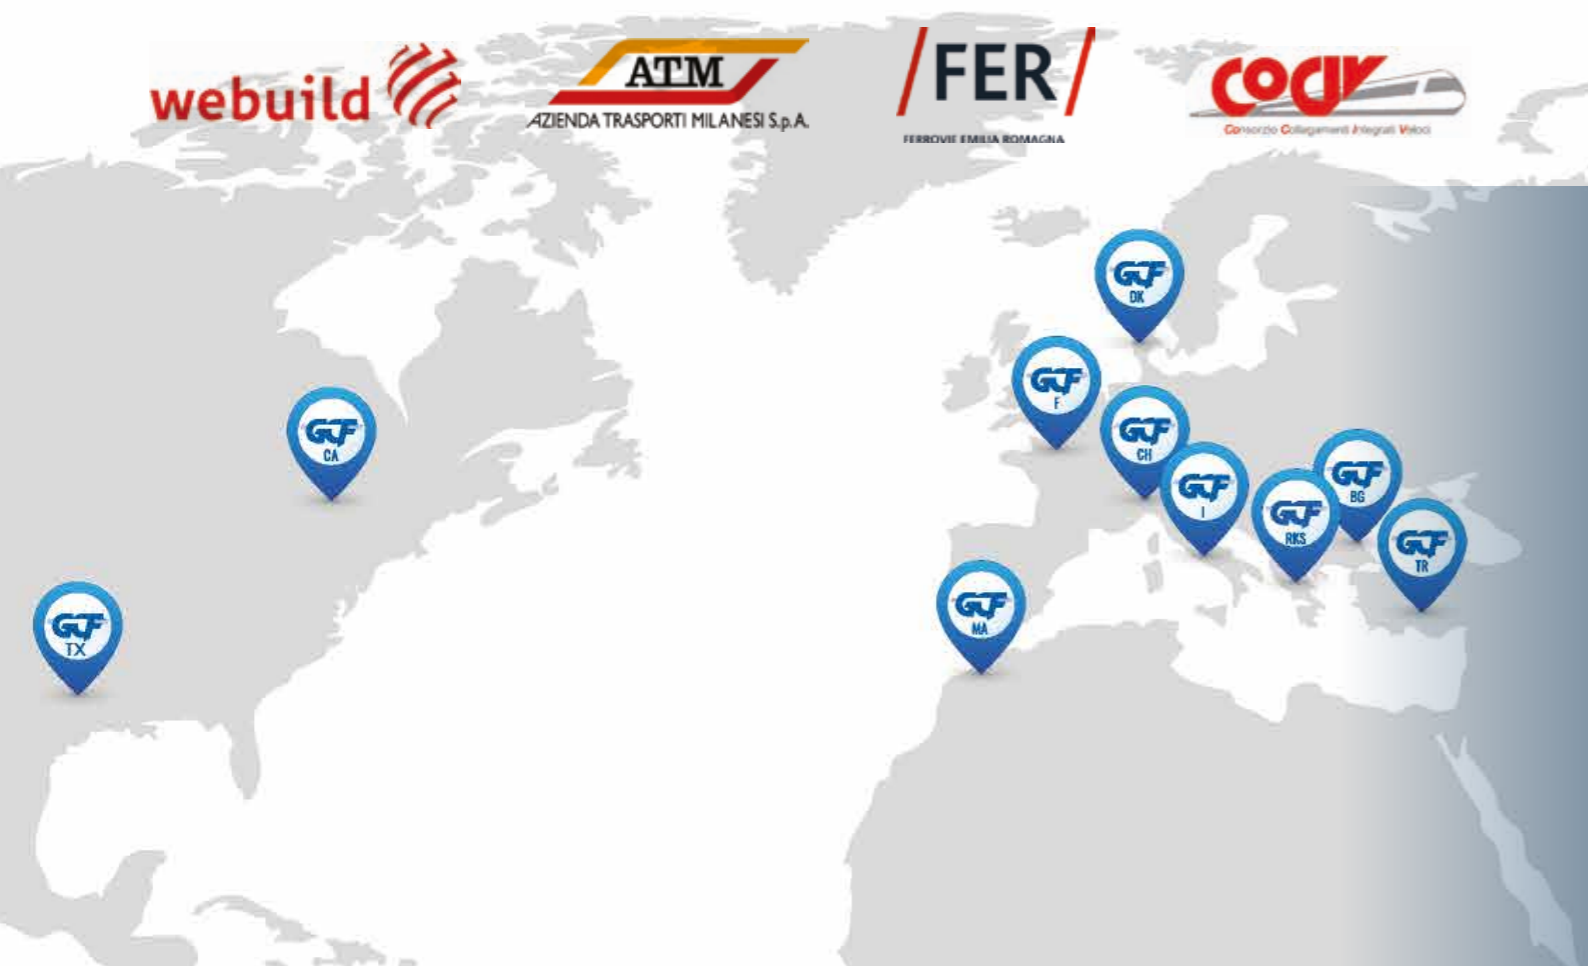 webuild
ATM
AZIENDA TRASPORTI MILANESI S.p.A.
/FER/
FERROVIE EMILIA ROMAGNA
COCIV
Consorzio Collegamenti Integrati Veloci
GCF
DK
GCF
F
GCF
CA
GCF
CH
GCF
I
GCF
BG
GCF
RKS
GCF
TR
GCF
MA
GCF
TX